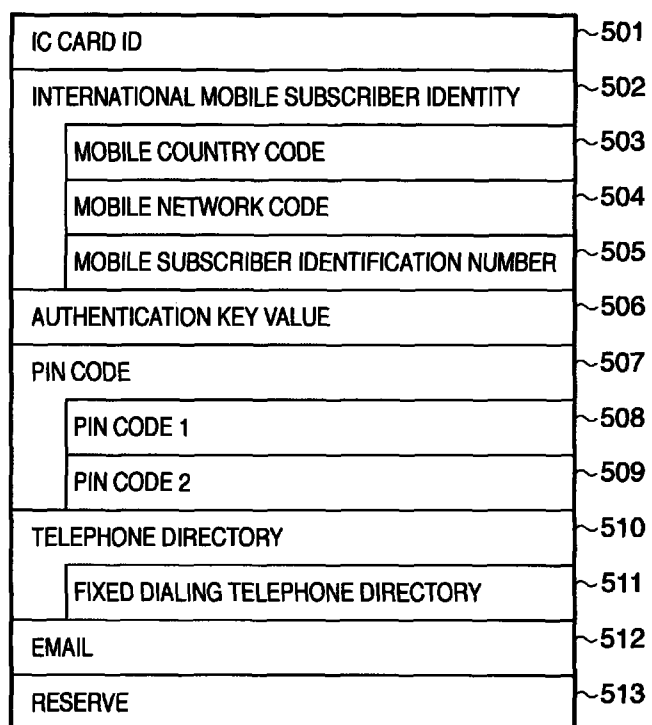 IC CARD ID ~501
INTERNATIONAL MOBILE SUBSCRIBER IDENTITY ~502
MOBILE COUNTRY CODE ~503
MOBILE NETWORK CODE ~504
MOBILE SUBSCRIBER IDENTIFICATION NUMBER ~505
AUTHENTICATION KEY VALUE ~506
PIN CODE ~507
PIN CODE 1 ~508
PIN CODE 2 ~509
TELEPHONE DIRECTORY ~510
FIXED DIALING TELEPHONE DIRECTORY ~511
EMAIL ~512
RESERVE ~513